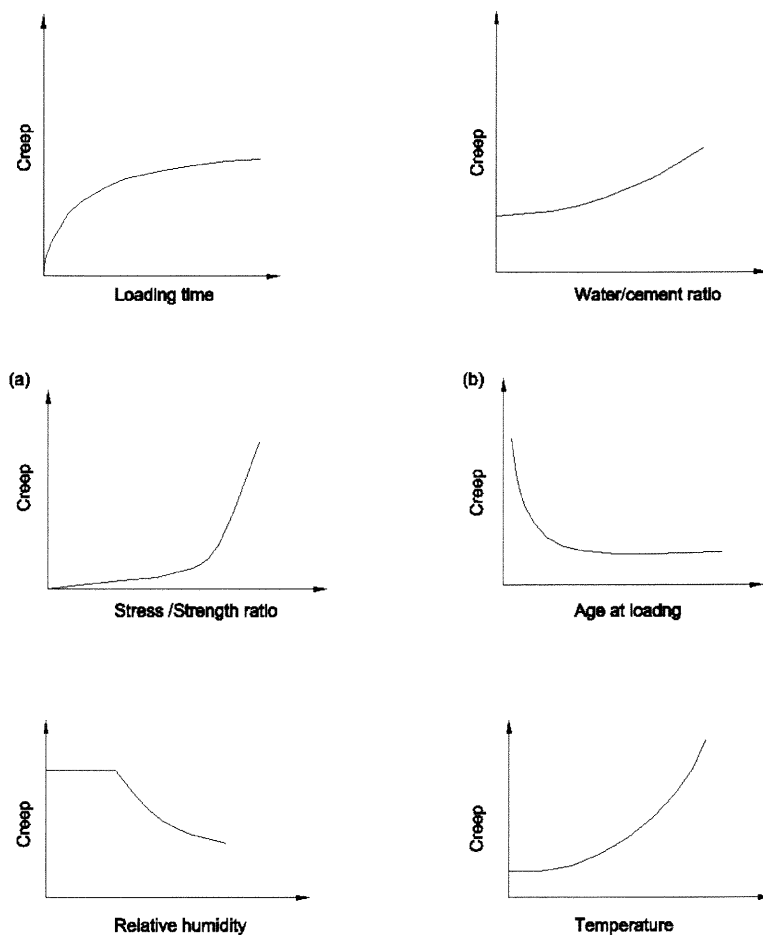 Creep
Loading time
Creep
Water/cement ratio
(a)
(b)
Creep
Stress /Strength ratio
Creep
Age at loading
Creep
Relative humidity
Creep
Temperature